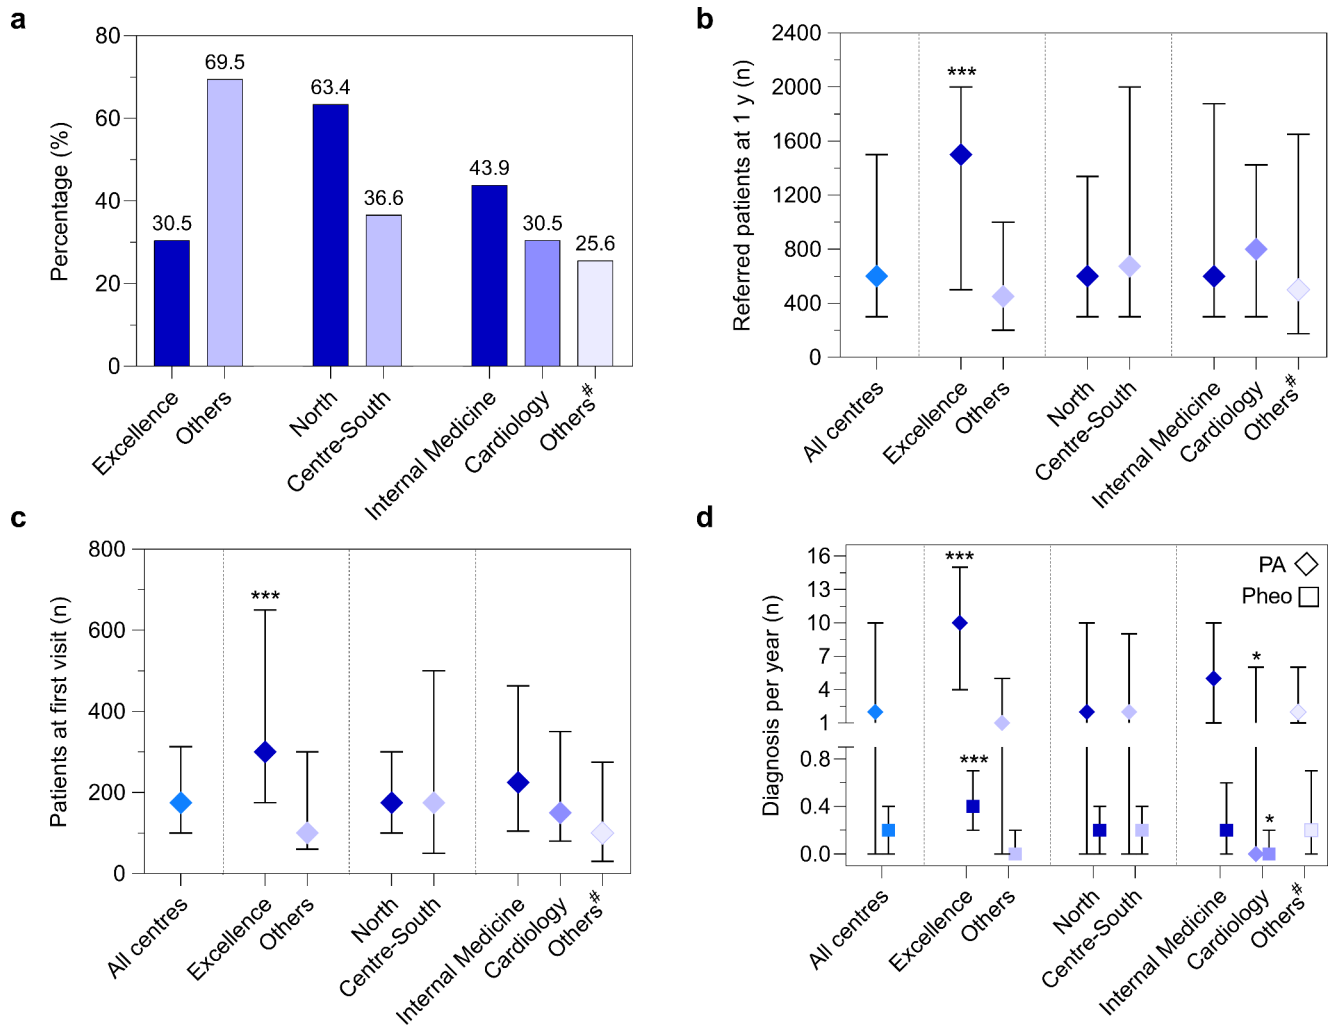 a
Percentage (%)
80
60
40
20
0
30.5
69.5
63.4
36.6
43.9
30.5
25.6
Excellence
Others
North
Centre-South
Internal Medicine
Cardiology
Others#
b
Referred patients at 1 y (n)
2400
2000
1600
1200
800
400
0
***
All centres
Excellence
Others
North
Centre-South
Internal Medicine
Cardiology
Others#
c
Patients at first visit (n)
800
600
400
200
0
***
All centres
Excellence
Others
North
Centre-South
Internal Medicine
Cardiology
Others#
d
Diagnosis per year (n)
16
13
10
7
4
1
0.8
0.4
0.0
***
***
*
*
PA
Pheo
All centres
Excellence
Others
North
Centre-South
Internal Medicine
Cardiology
Others#